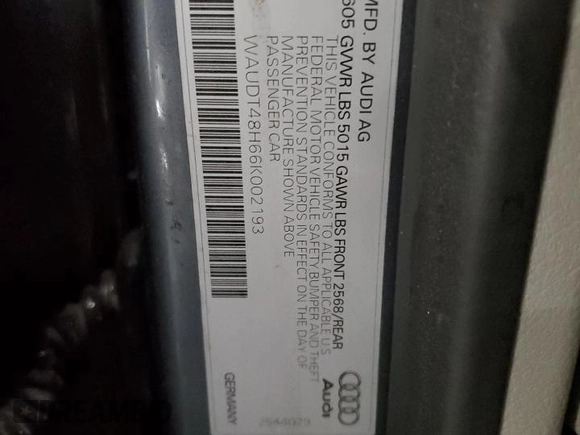 MFD. BY AUDI AG
605 GVWR LBS 5015 GAWR LBS FRONT 2568/REAR
THIS VEHICLE CONFORMS TO ALL APPLICABLE U.S.
FEDERAL MOTOR VEHICLE SAFETY, BUMPER AND THEFT
PREVENTION STANDARDS IN EFFECT ON THE DAY OF
MANUFACTURE SHOWN ABOVE
PASSENGER CAR
WAUDT48H66K002193
Audi
GERMANY